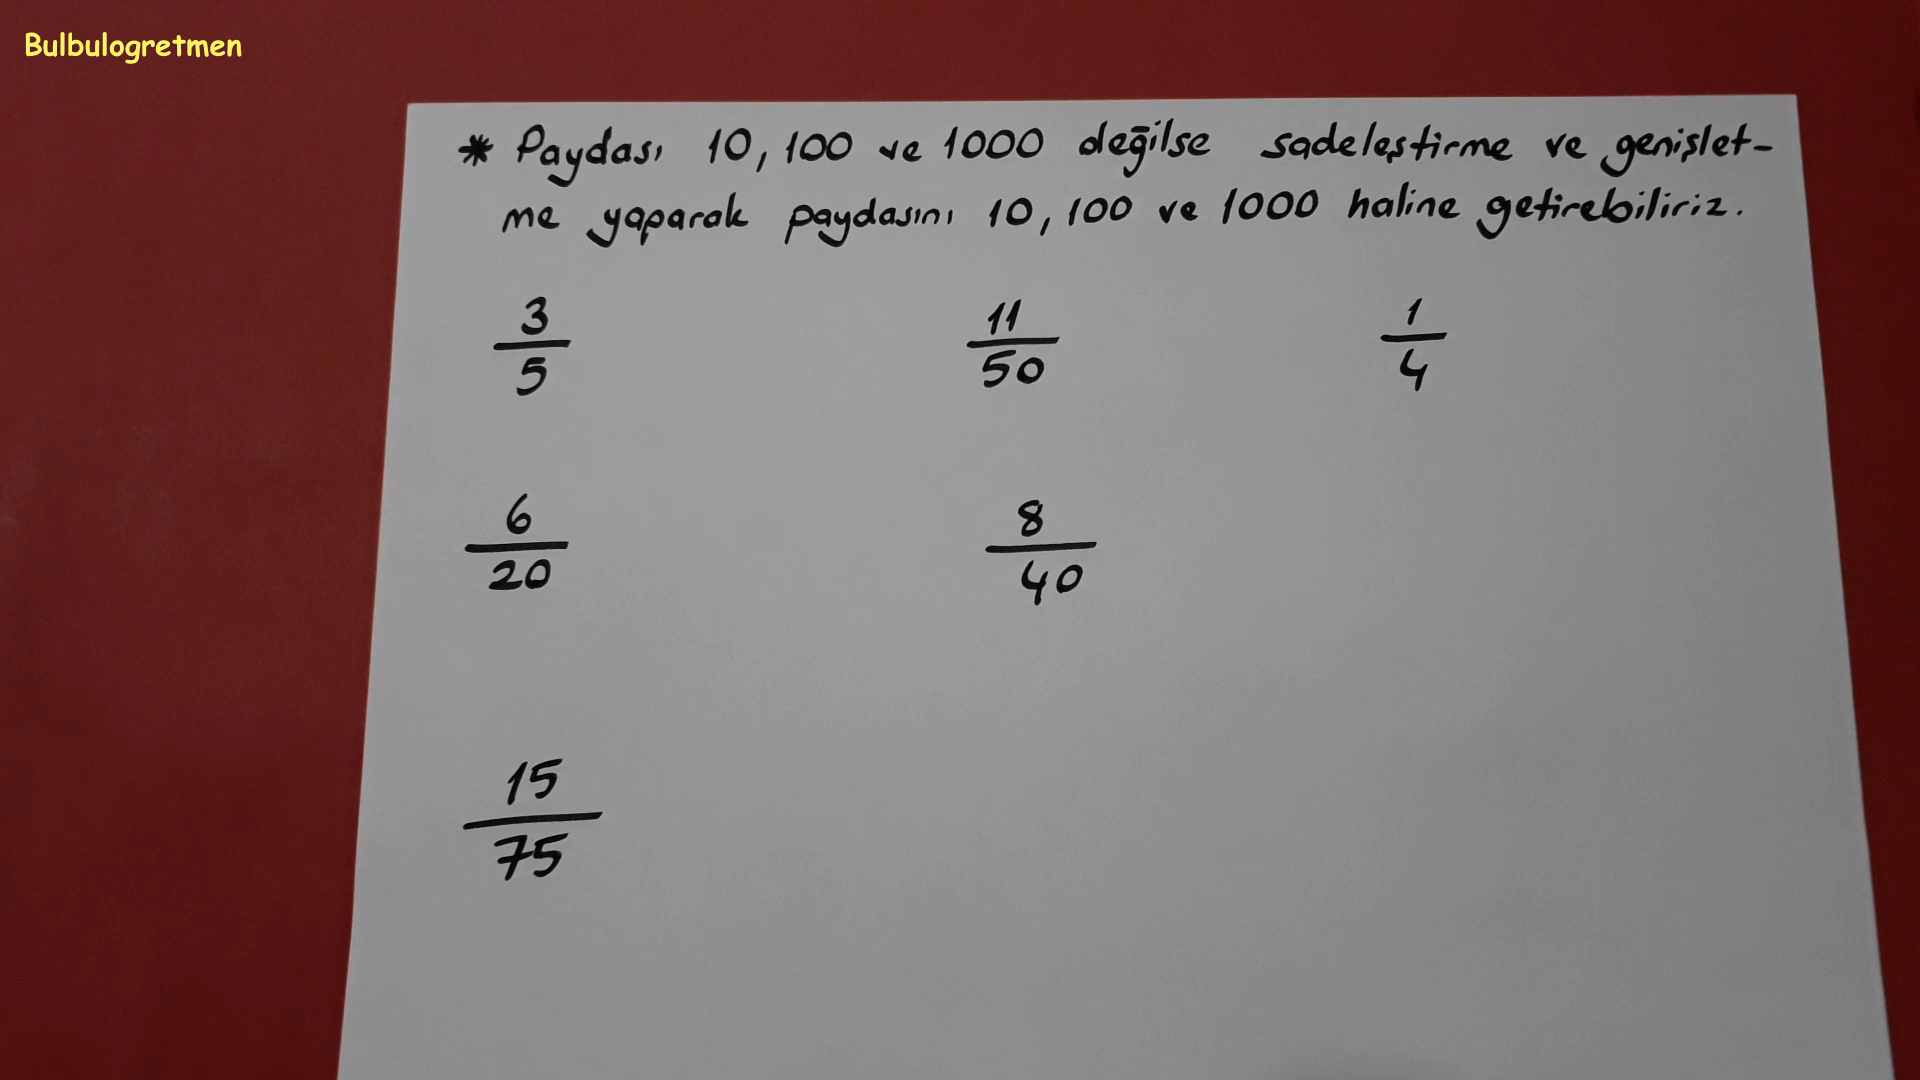 Bulbulogretmen
* Paydası 10, 100 ve 1000 değilse sadeleştirme ve genişlet-
me yaparak paydasını 10, 100 ve 1000 haline getirebiliriz.
3/5 11/50 1/4
6/20 8/40
15/75